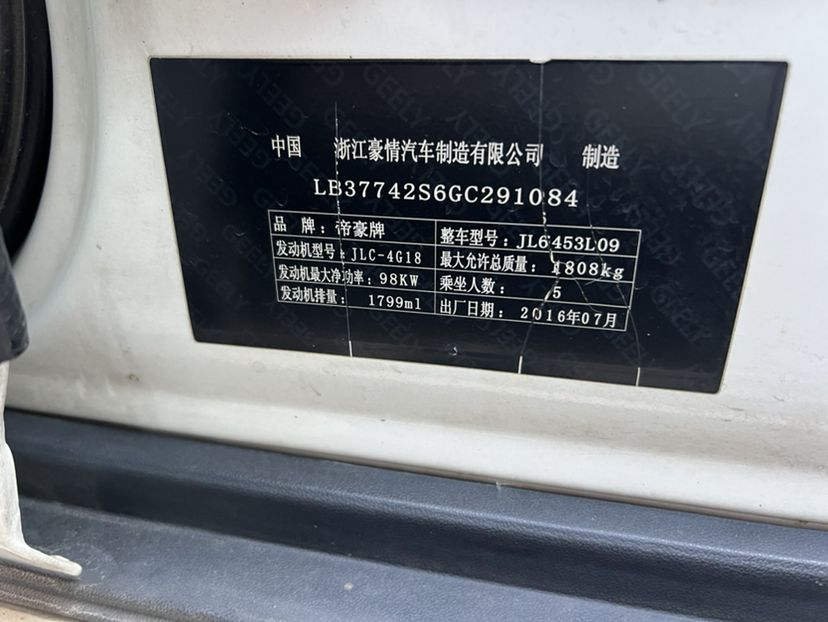 中国 浙江豪情汽车制造有限公司 制造
LB37742S6GC291084
品 牌：帝豪牌 整车型号：JL6453L09
发动机型号：JLC-4G18 最大允许总质量：1808kg
发动机最大净功率：98KW 乘坐人数：5
发动机排量：1799ml 出厂日期：2016年07月
GEELY